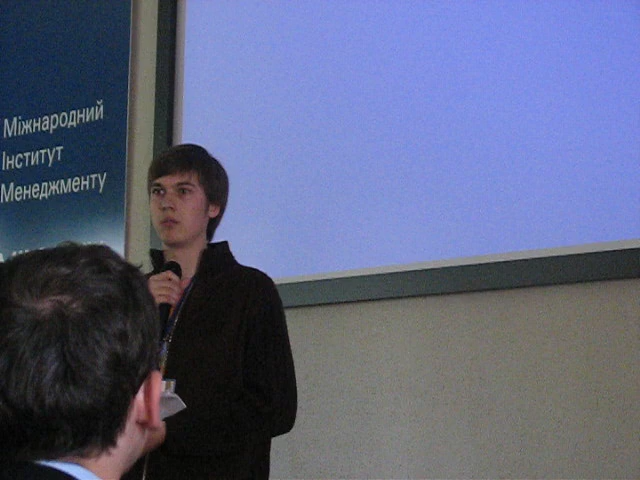 Міжнародний
Інститут
Менеджменту